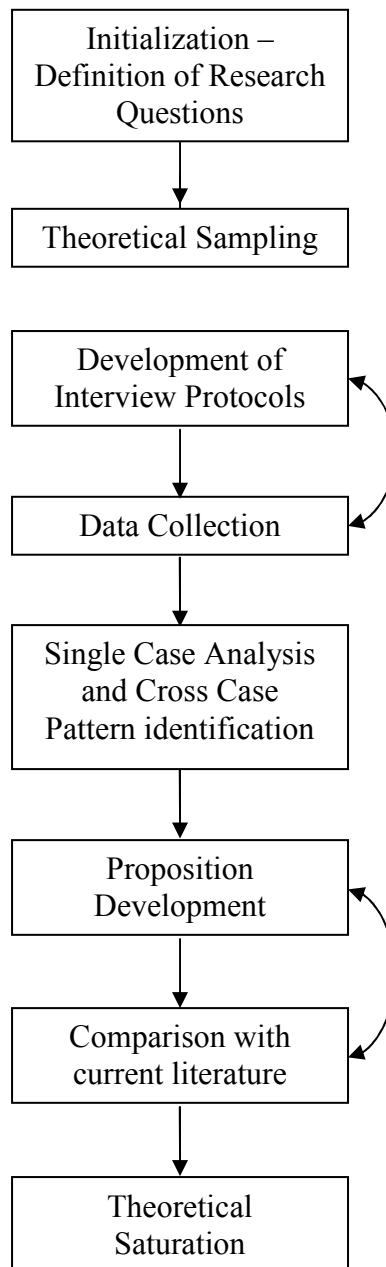 Initialization –
Definition of Research
Questions
Theoretical Sampling
Development of
Interview Protocols
Data Collection
Single Case Analysis
and Cross Case
Pattern identification
Proposition
Development
Comparison with
current literature
Theoretical
Saturation